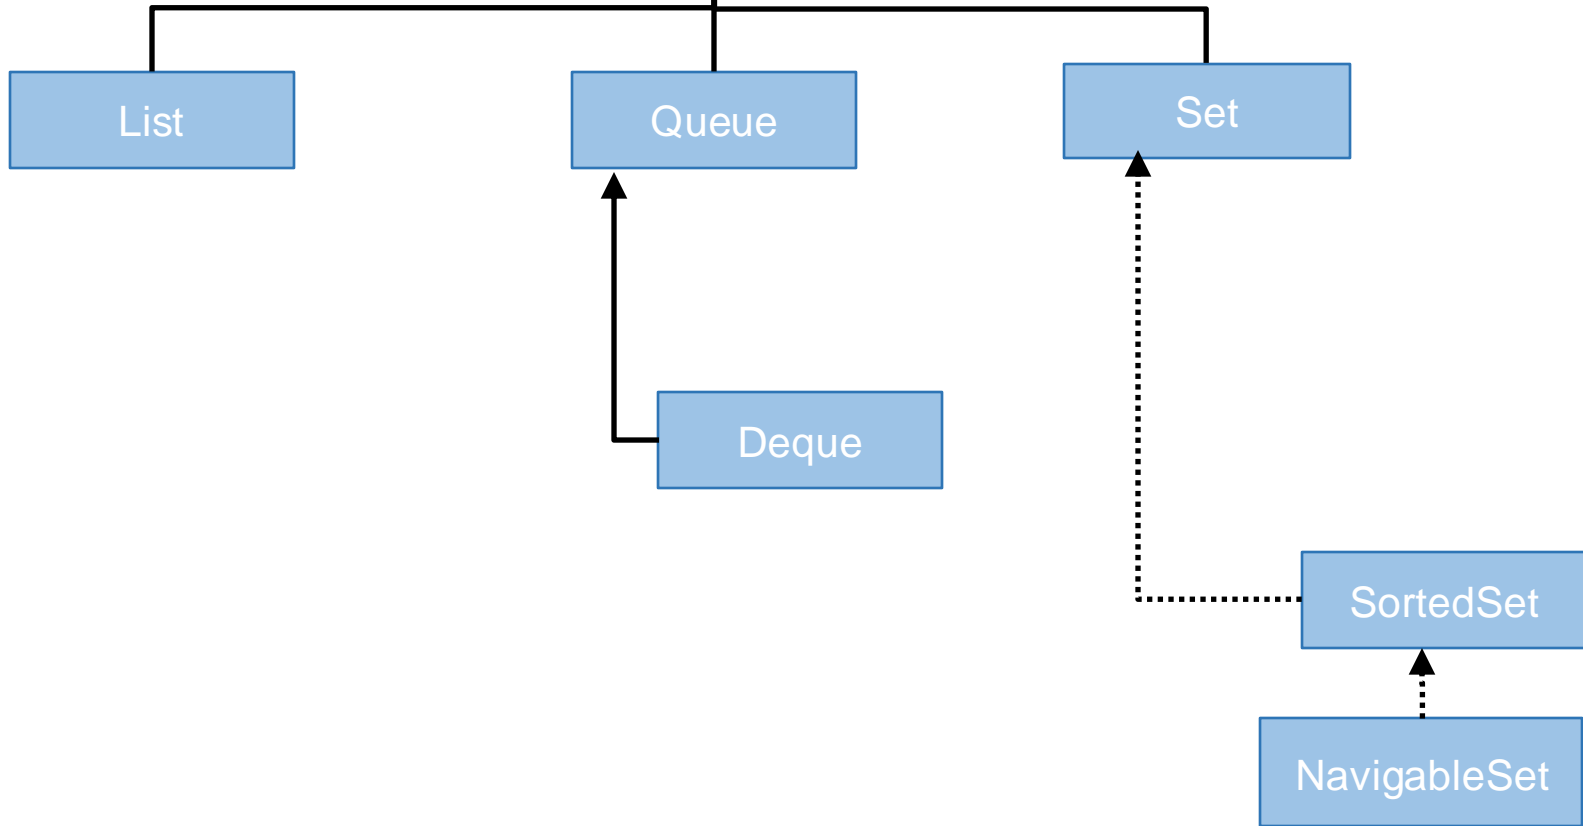 List
Queue
Set
Deque
SortedSet
NavigableSet